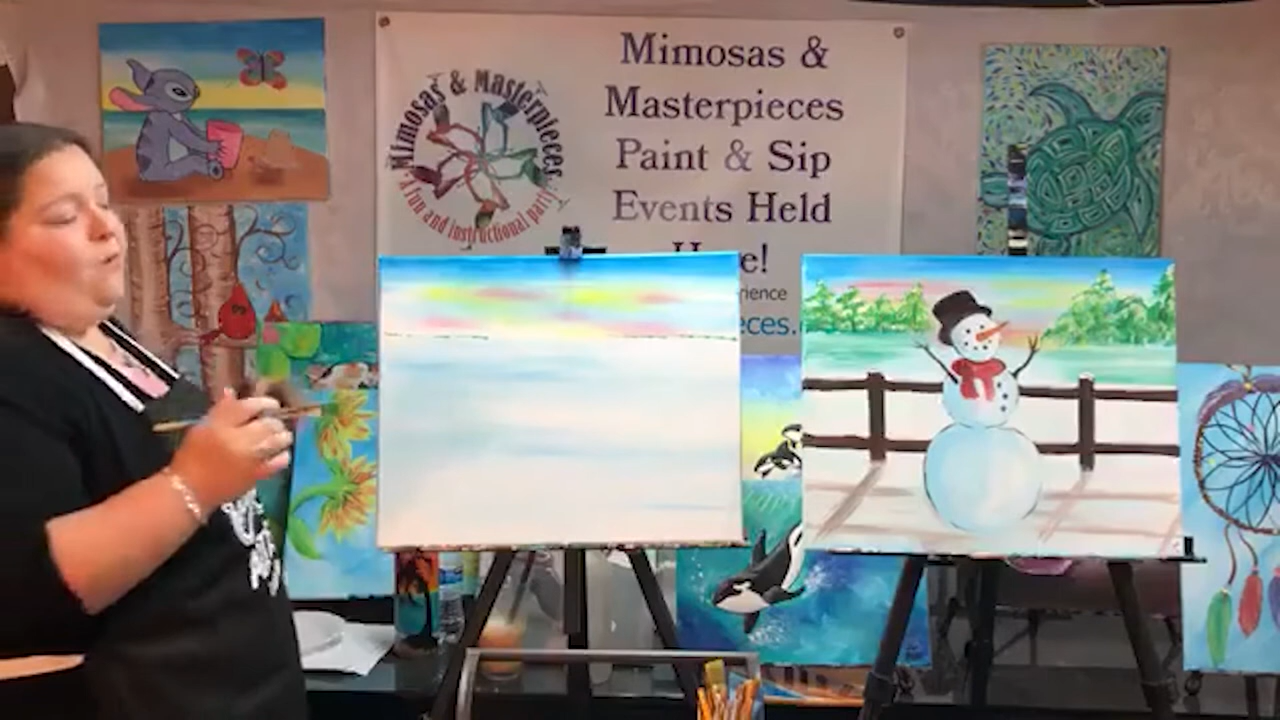 Mimosas &
Masterpieces
Paint & Sip
Events Held
Mimosas & Masterpieces
A fun and instructional party